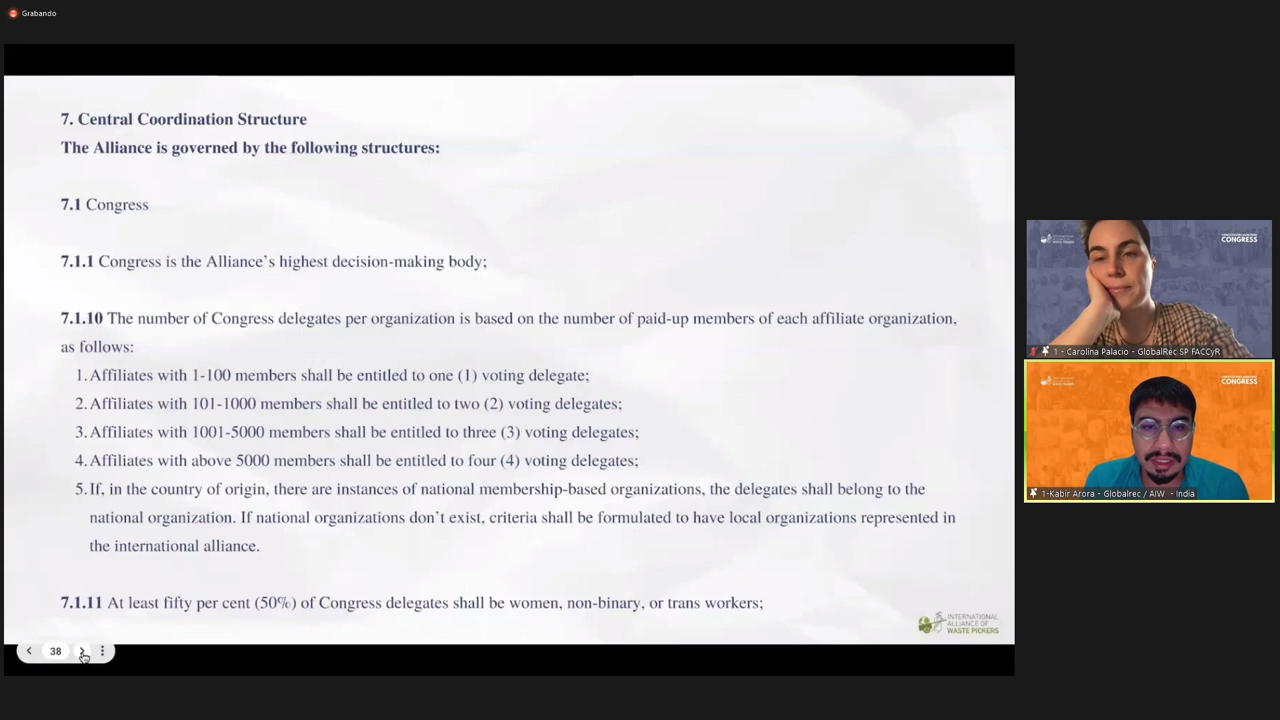 Grabando
7. Central Coordination Structure
The Alliance is governed by the following structures:
7.1 Congress
7.1.1 Congress is the Alliance's highest decision-making body;
7.1.10 The number of Congress delegates per organization is based on the number of paid-up members of each affiliate organization,
as follows:
1. Affiliates with 1-100 members shall be entitled to one (1) voting delegate;
2. Affiliates with 101-1000 members shall be entitled to two (2) voting delegates;
3. Affiliates with 1001-5000 members shall be entitled to three (3) voting delegates;
4. Affiliates with above 5000 members shall be entitled to four (4) voting delegates;
5. If, in the country of origin, there are instances of national membership-based organizations, the delegates shall belong to the
national organization. If national organizations don't exist, criteria shall be formulated to have local organizations represented in
the international alliance.
7.1.11 At least fifty per cent (50%) of Congress delegates shall be women, non-binary, or trans workers;
INTERNATIONAL
ALLIANCE OF
WASTE PICKERS
38
CONGRESS
1 - Carolina Palacio - GlobalRec SP FACCyR
CONGRESS
1-Kabir Arora - Globalrec / AIW - India